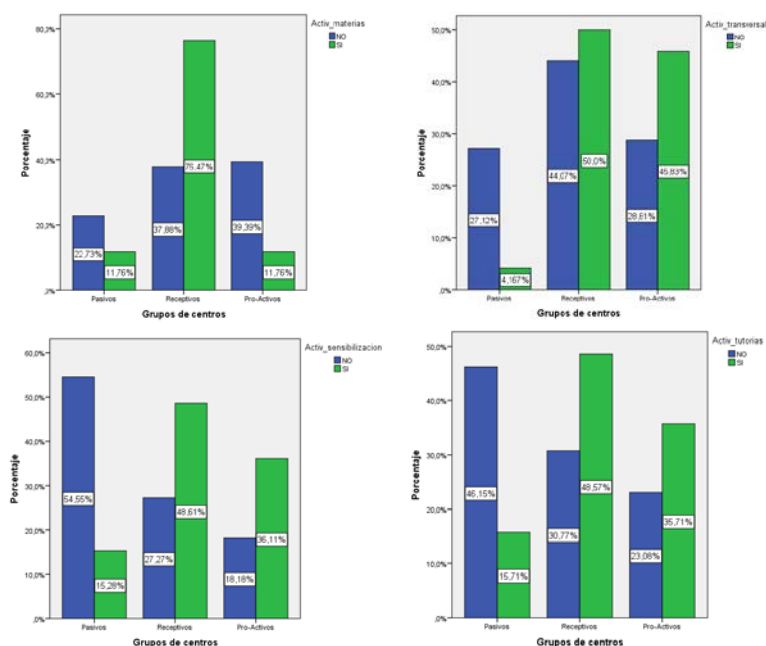 Activ_materias
NO
SI
80,0%
60,0%
40,0%
20,0%
,0%
Porcentaje
22,73%
11,76%
37,88%
76,47%
39,39%
11,76%
Pasivos
Receptivos
Pro-Activos
Grupos de centros
Activ_transversal
NO
SI
50,0%
40,0%
30,0%
20,0%
10,0%
,0%
Porcentaje
27,12%
4,167%
44,07%
50,0%
28,81%
45,83%
Pasivos
Receptivos
Pro-Activos
Grupos de centros
Activ_sensibilizacion
NO
SI
60,0%
50,0%
40,0%
30,0%
20,0%
10,0%
,0%
Porcentaje
54,55%
15,28%
27,27%
48,61%
18,18%
36,11%
Pasivos
Receptivos
Pro-Activos
Grupos de centros
Activ_tutorias
NO
SI
50,0%
40,0%
30,0%
20,0%
10,0%
,0%
Porcentaje
46,15%
15,71%
30,77%
48,57%
23,08%
35,71%
Pasivos
Receptivos
Pro-Activos
Grupos de centros